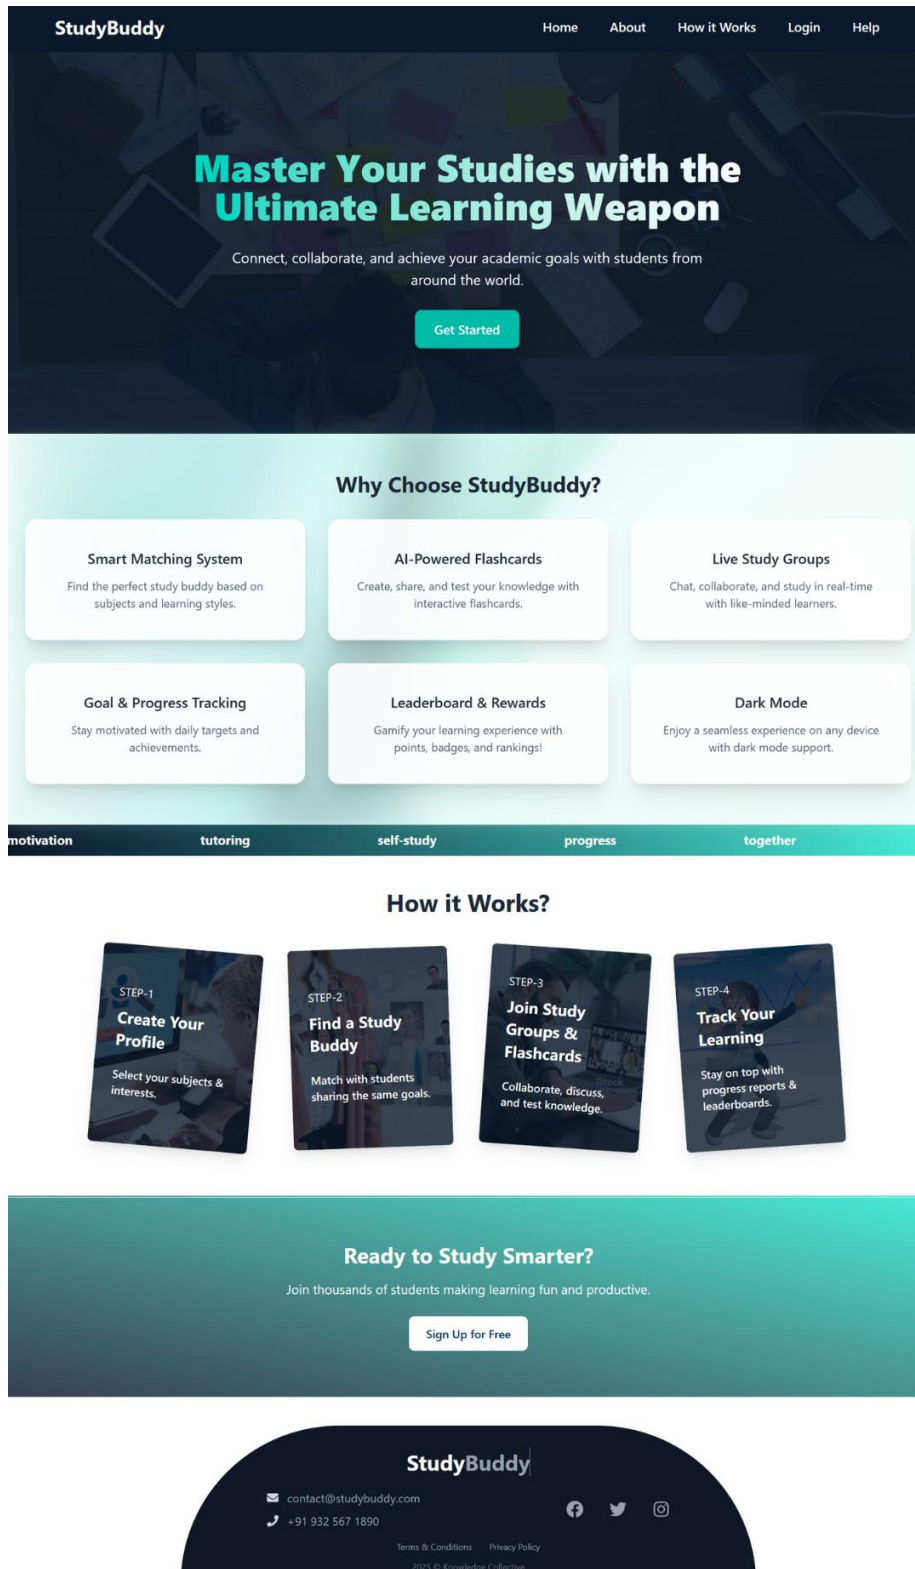 StudyBuddy
Home About How it Works Login Help
Master Your Studies with the
Ultimate Learning Weapon
Connect, collaborate, and achieve your academic goals with students from
around the world.
Get Started
Why Choose StudyBuddy?
Smart Matching System
Find the perfect study buddy based on
subjects and learning styles.
AI-Powered Flashcards
Create, share, and test your knowledge with
interactive flashcards.
Live Study Groups
Chat, collaborate, and study in real-time
with like-minded learners.
Goal & Progress Tracking
Stay motivated with daily targets and
achievements.
Leaderboard & Rewards
Gamify your learning experience with
points, badges, and rankings!
Dark Mode
Enjoy a seamless experience on any device
with dark mode support.
motivation tutoring self-study progress together
How it Works?
STEP-1
Create Your
Profile
Select your subjects &
interests.
STEP-2
Find a Study
Buddy
Match with students
sharing the same goals.
STEP-3
Join Study
Groups &
Flashcards
iStock
Collaborate, discuss,
and test knowledge.
STEP-4
Track Your
Learning
Stay on top with
progress reports &
leaderboards.
Ready to Study Smarter?
Join thousands of students making learning fun and productive.
Sign Up for Free
StudyBuddy
contact@studybuddy.com
+91 932 567 1890
Terms & Conditions Privacy Policy
2025 © Knowledge Collective